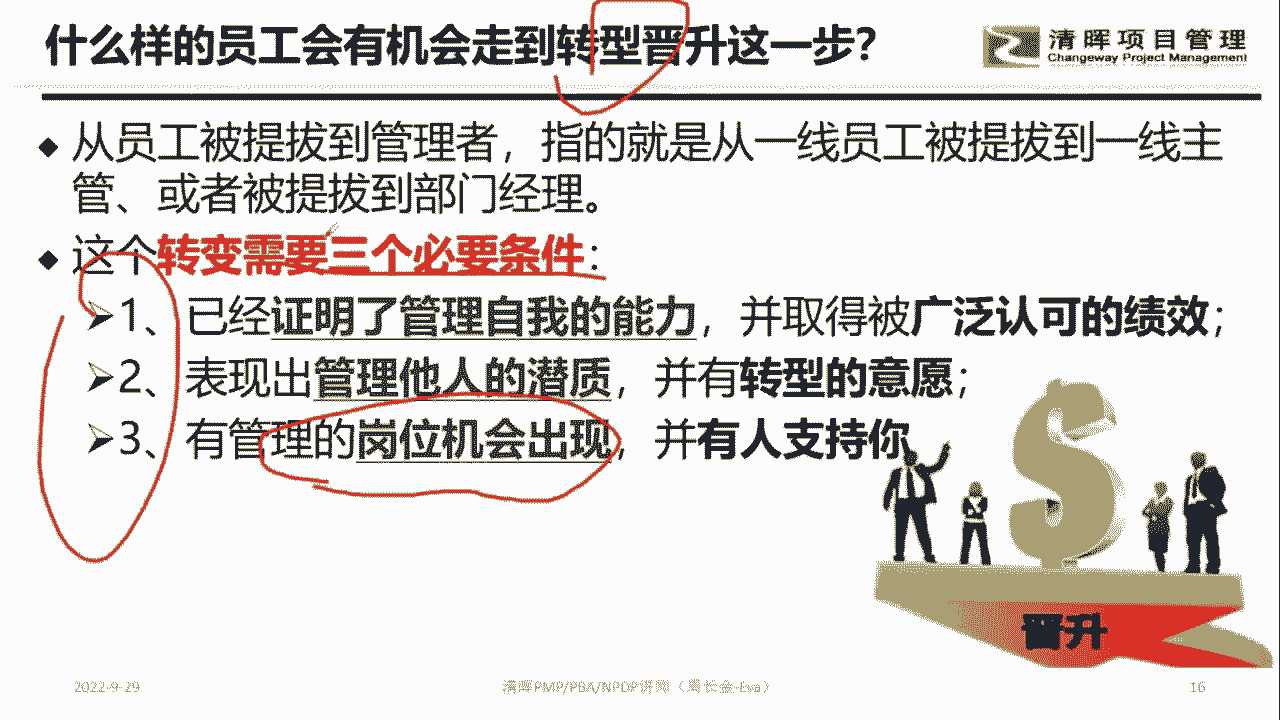 什么样的员工会有机会走到转型晋升这一步？
清晖项目管理
Changeway Project Management
从员工被提拔到管理者，指的就是从一线员工被提拔到一线主
管、或者被提拔到部门经理。
这个转变需要三个必要条件：
1、已经证明了管理自我的能力，并取得被广泛认可的绩效；
2、表现出管理他人的潜质，并有转型的意愿；
3、有管理的岗位机会出现，并有人支持你
晋升
2022-9-29
清晖PMP/PBA/NPDP讲师（周长金-Eva）
16